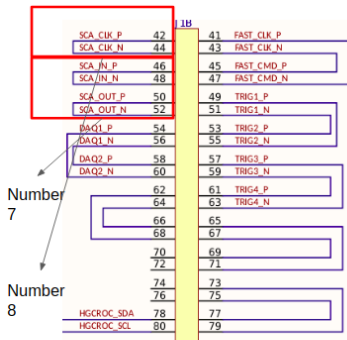 J1B
SCA_CLK_P 42 41 FAST_CLK_P
SCA_CLK_N 44 43 FAST_CLK_N
SCA_IN_P 46 45 FAST_CMD_P
SCA_IN_N 48 47 FAST_CMD_N
SCA_OUT_P 50 49 TRIG1_P
SCA_OUT_N 52 51 TRIG1_N
DAQ1_P 54 53 TRIG2_P
DAQ1_N 56 55 TRIG2_N
DAQ2_P 58 57 TRIG3_P
DAQ2_N 60 59 TRIG3_N
62 61 TRIG4_P
64 63 TRIG4_N
66 65
68 67
70 69
72 71
74 73
76 75
HGCROC_SDA 78 77
HGCROC_SCL 80 79
Number
7
Number
8